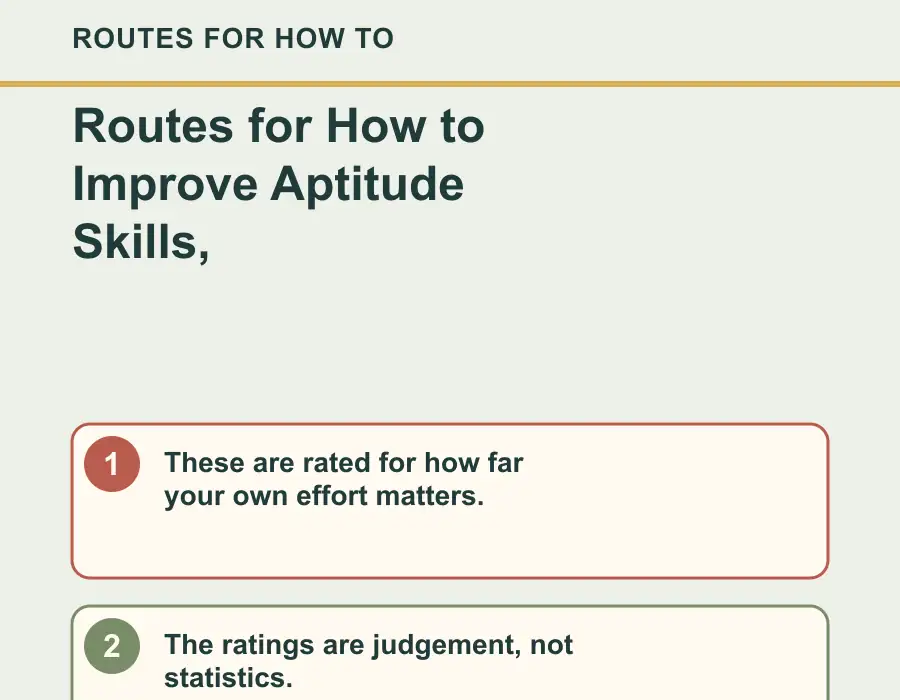 ROUTES FOR HOW TO
Routes for How to
Improve Aptitude
Skills,
1
These are rated for how far
your own effort matters.
2
The ratings are judgement, not
statistics.